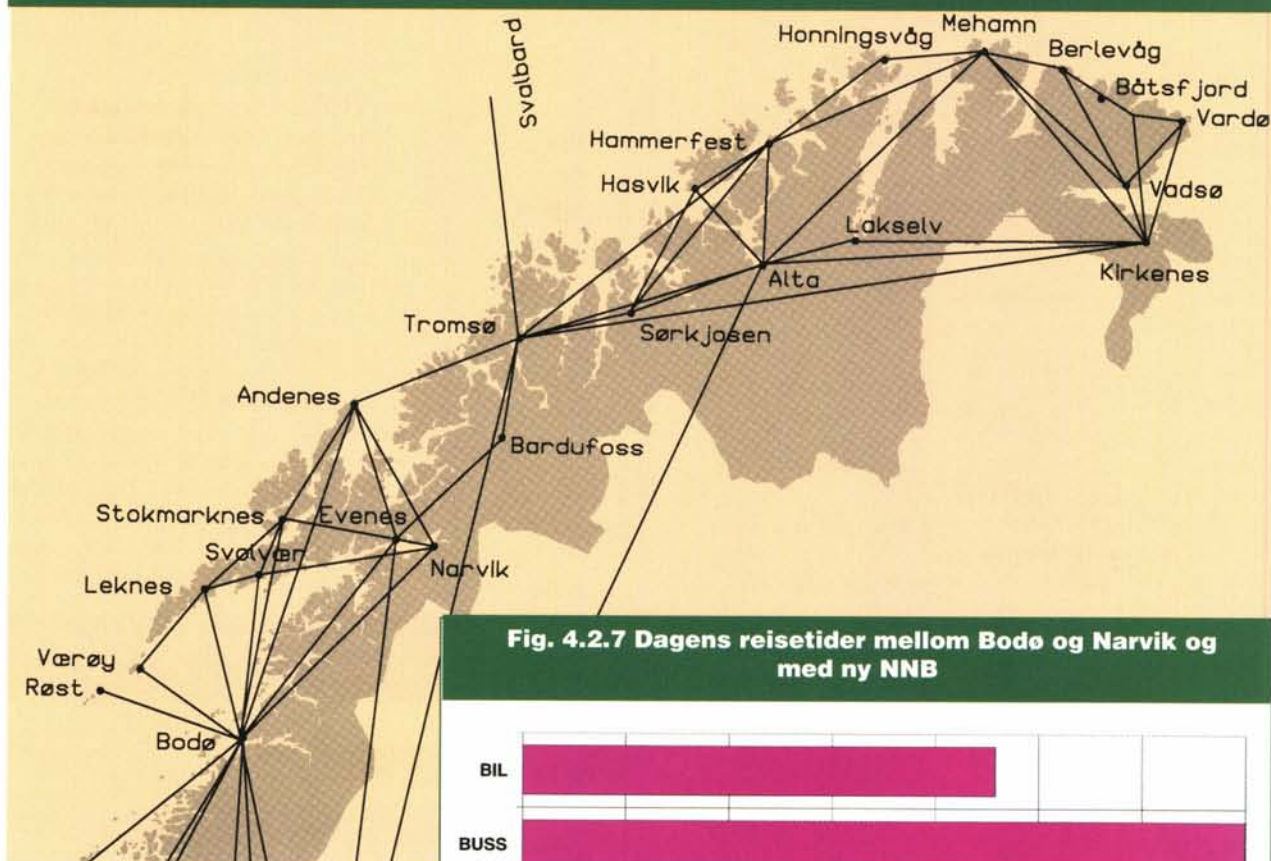 Svalbard
Mehamn
Honningsvåg
Berlevåg
Båtsfjord
Vardø
Hammerfest
Hasvik
Vadsø
Lakselv
Kirkenes
Alta
Tromsø
Sørkjosen
Andenes
Bardufoss
Stokmarknes
Evenes
Svolvær
Narvik
Leknes
Værøy
Røst
Bodø
Fig. 4.2.7 Dagens reisetider mellom Bodø og Narvik og
med ny NNB
BIL
BUSS